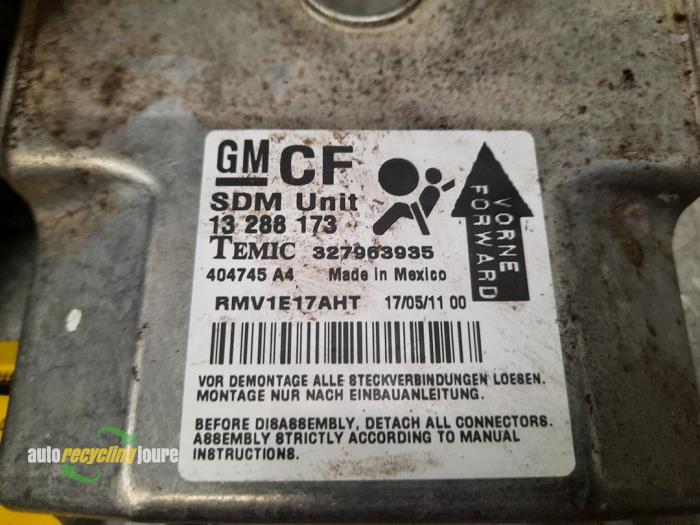 GM CF
SDM Unit
13 288 173
TEMIC 327963935
404745 A4 Made in Mexico
RMV1E17AHT 17/05/11 00
VORNE
FORWARD
VOR DEMONTAGE ALLE STECKVERBINDUNGEN LOESEN.
MONTAGE NUR NACH EINBAUANLEITUNG.
BEFORE DISASSEMBLY, DETACH ALL CONNECTORS.
ASSEMBLY STRICTLY ACCORDING TO MANUAL
INSTRUCTIONS.
autorecyclingjoure